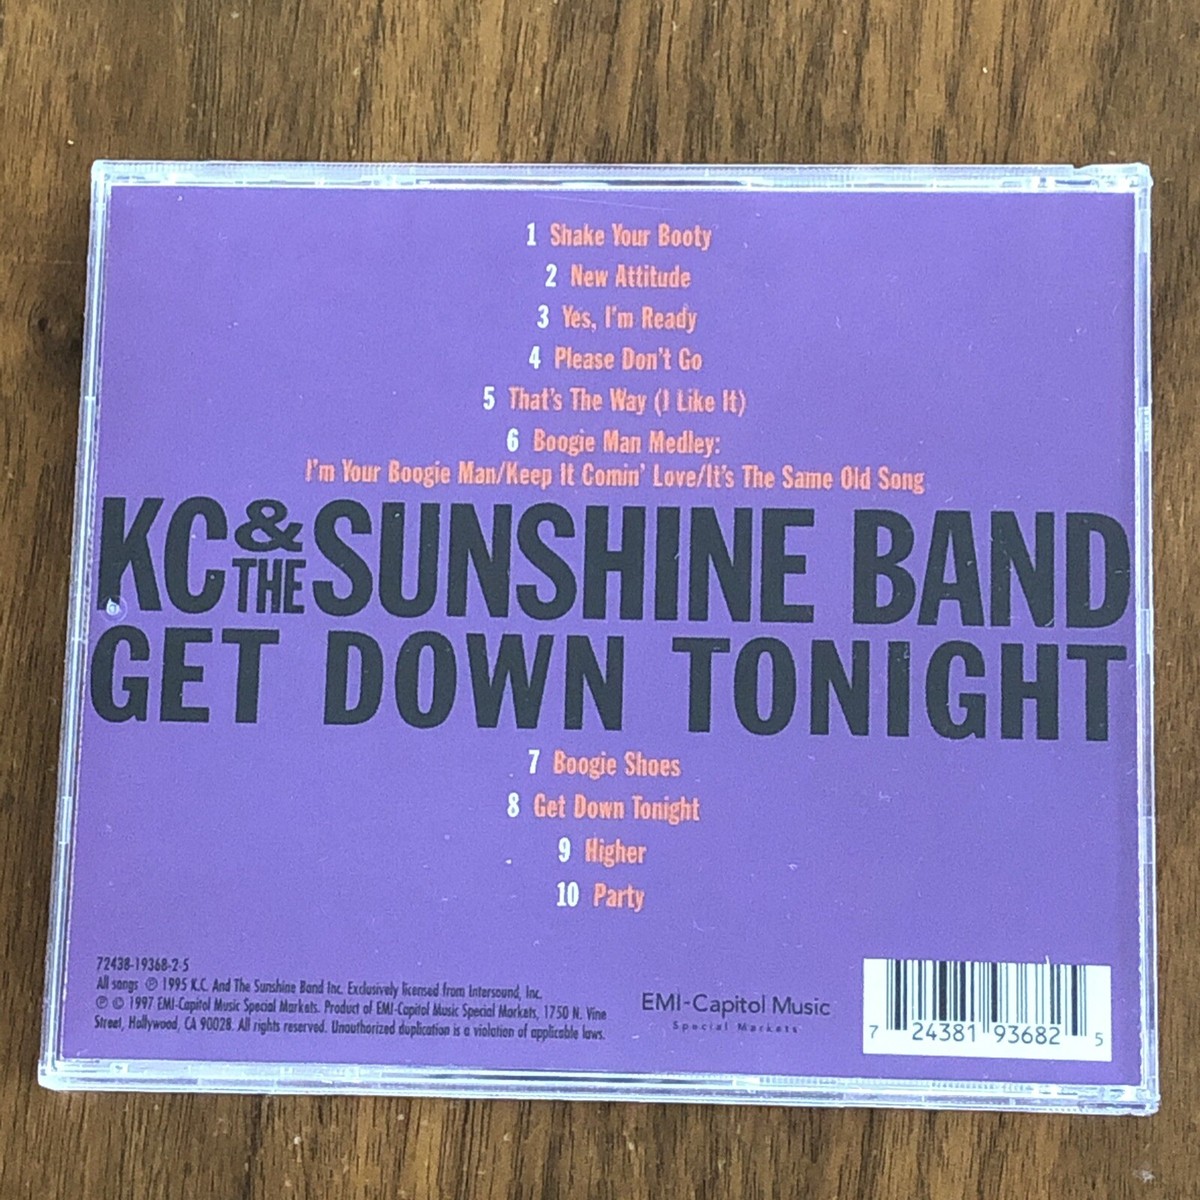 1 Shake Your Booty
2 New Attitude
3 Yes, I'm Ready
4 Please Don't Go
5 That's The Way (I Like It)
6 Boogie Man Medley:
I'm Your Boogie Man/Keep It Comin' Love/It's The Same Old Song
KC & THE SUNSHINE BAND
GET DOWN TONIGHT
7 Boogie Shoes
8 Get Down Tonight
9 Higher
10 Party
72438-19368-2-5
All songs ℗ 1995 K.C. And The Sunshine Band Inc. Exclusively licensed from Intersound, Inc.
℗ © 1997 EMI-Capitol Music Special Markets. Product of EMI-Capitol Music Special Markets, 1750 N. Vine
Street, Hollywood, CA 90028. All rights reserved. Unauthorized duplication is a violation of applicable laws.
EMI-Capitol Music
Special Markets
7 24381 93682 5